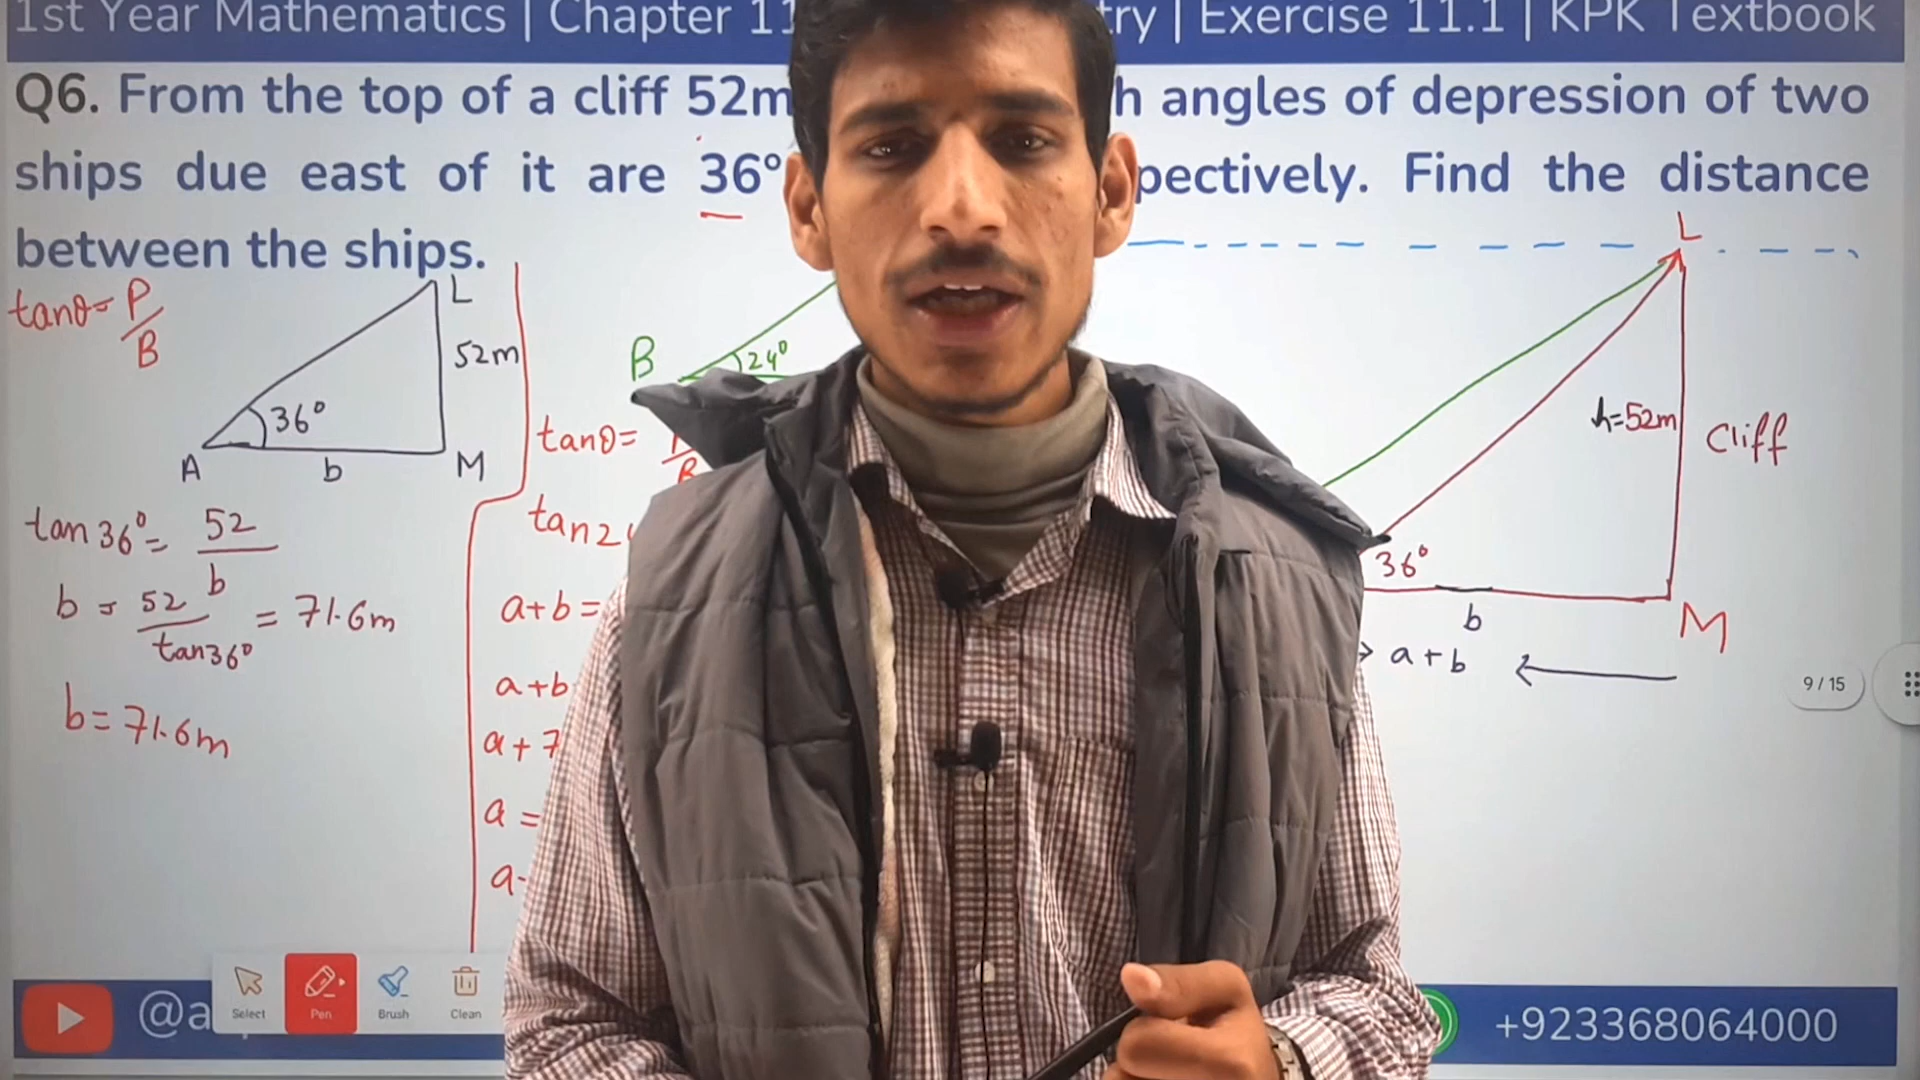 1st Year Mathematics | Chapter 11 ry | Exercise 11.1 | KPK Textbook
Q6. From the top of a cliff 52m h angles of depression of two
ships due east of it are 36° pectively. Find the distance
between the ships.
tanθ= P/B
L
52m
36°
A
b
M
tan36°= 52/b
b = 52/tan36° = 71.6m
b=71.6m
B
24°
tanθ=
tan2
a+b=
a+b
a+7
a=
a
L
h=52m
Cliff
36°
b
M
a+b
9/15
Select
Pen
Brush
Clean
@a
+923368064000